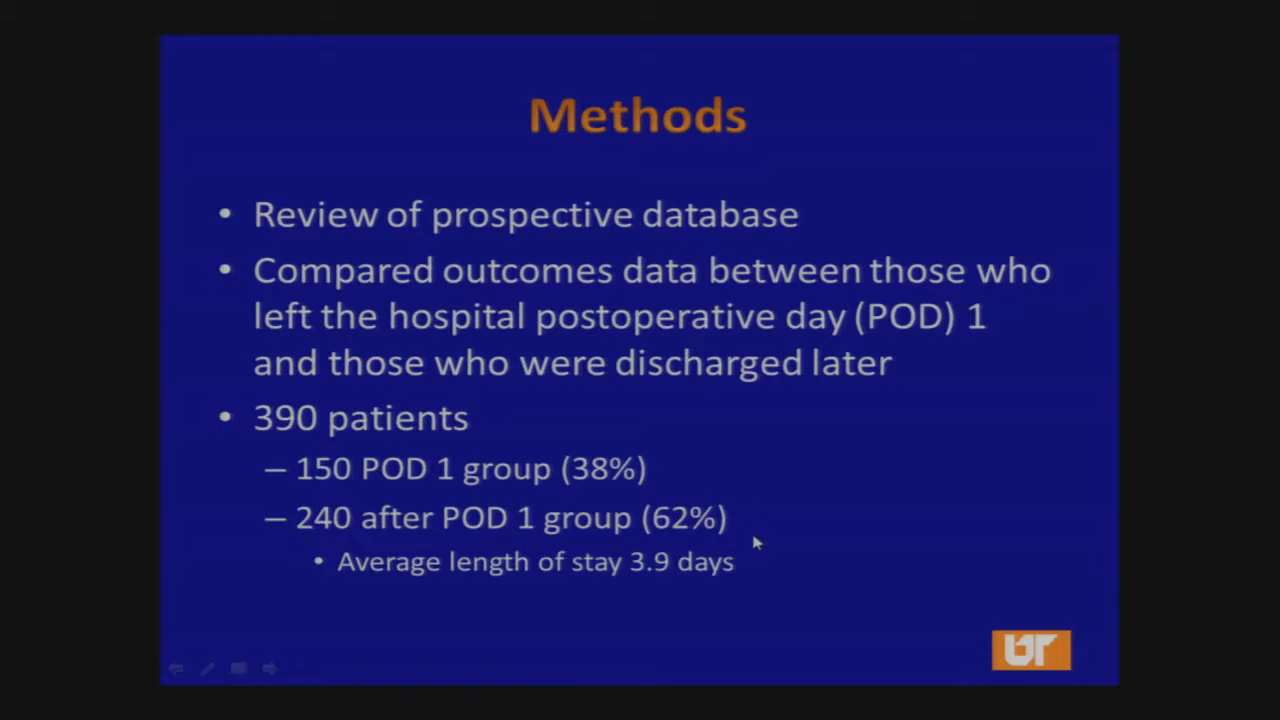 Methods
• Review of prospective database
• Compared outcomes data between those who
left the hospital postoperative day (POD) 1
and those who were discharged later
• 390 patients
– 150 POD 1 group (38%)
– 240 after POD 1 group (62%)
• Average length of stay 3.9 days
UT